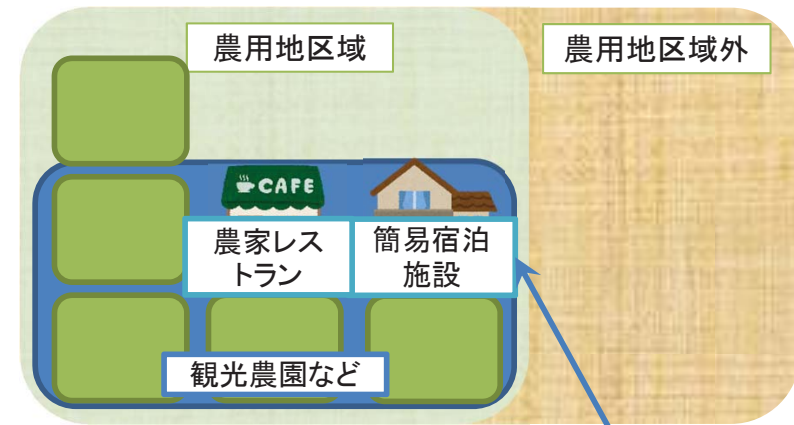 農用地区域
農用地区域外
CAFE
農家レス
トラン
簡易宿泊
施設
観光農園など